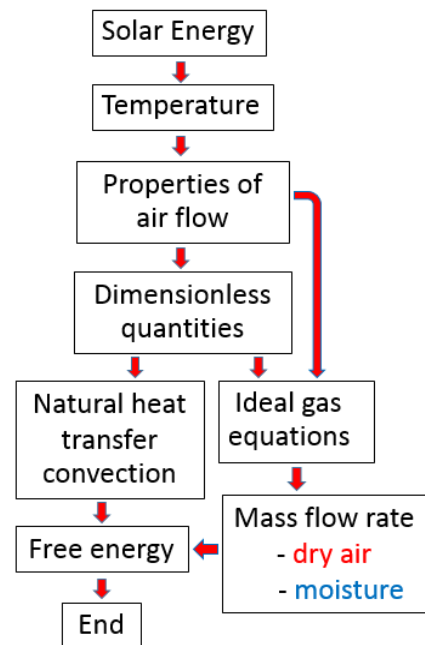 Solar Energy
Temperature
Properties of
air flow
Dimensionless
quantities
Natural heat
transfer
convection
Ideal gas
equations
Mass flow rate
- dry air
- moisture
Free energy
End